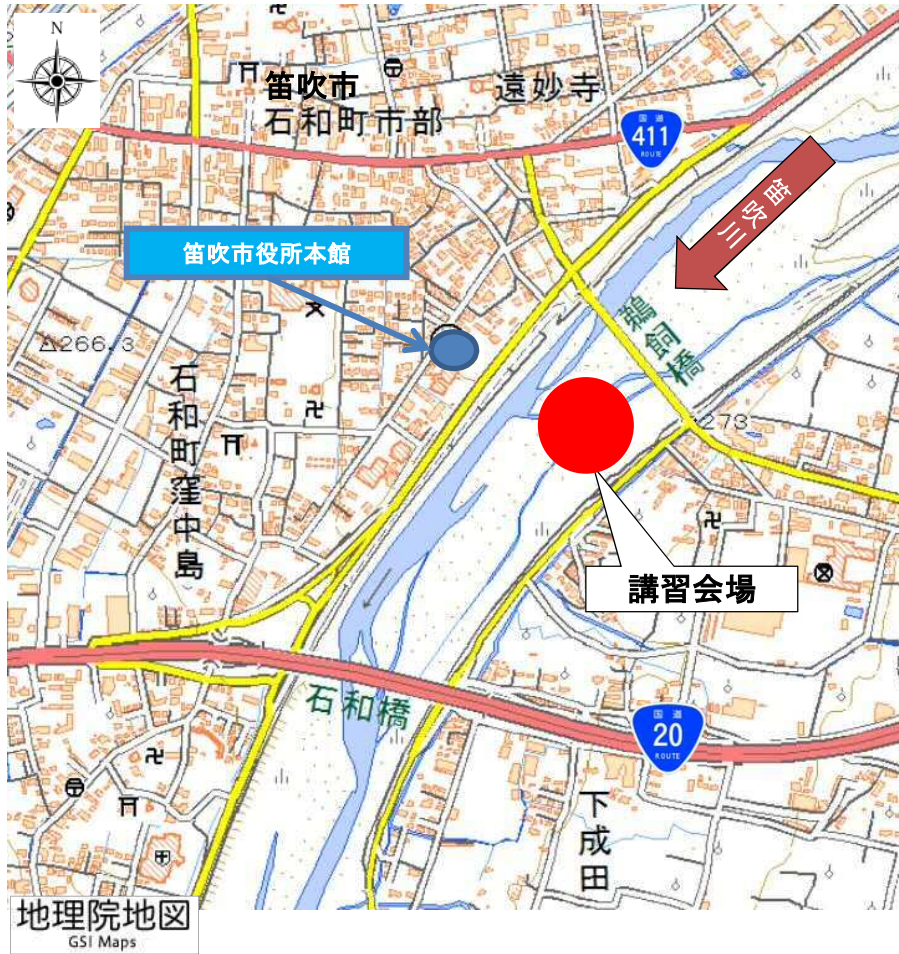 N
笛吹市
石和町市部
遠妙寺
国道
411
ROUTE
笛吹川
笛吹市役所本館
鵜飼橋
266.3
石和町窪中島
273
講習会場
石和橋
国道
20
ROUTE
下成田
地理院地図
GSI Maps